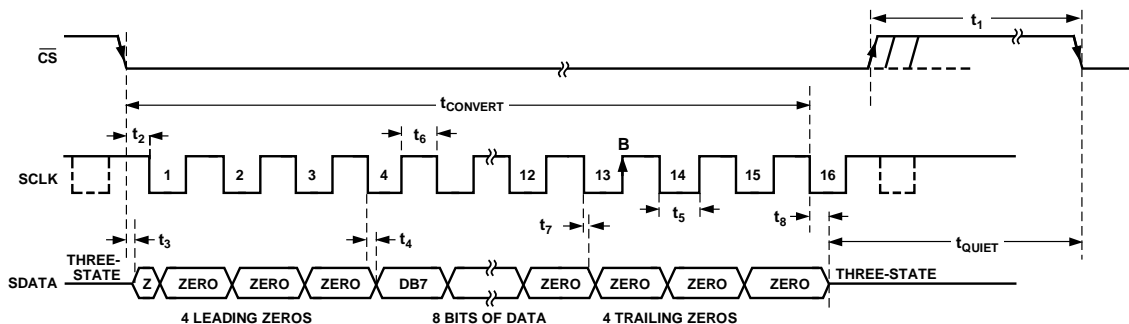 t1
CS
tCONVERT
t2
t6
B
SCLK
1 2 3 4 12 13 14 15 16
t3
t4
t7
t5
t8
tQUIET
THREE-
STATE
SDATA
Z ZERO ZERO ZERO DB7 ZERO ZERO ZERO ZERO
THREE-STATE
4 LEADING ZEROS 8 BITS OF DATA 4 TRAILING ZEROS